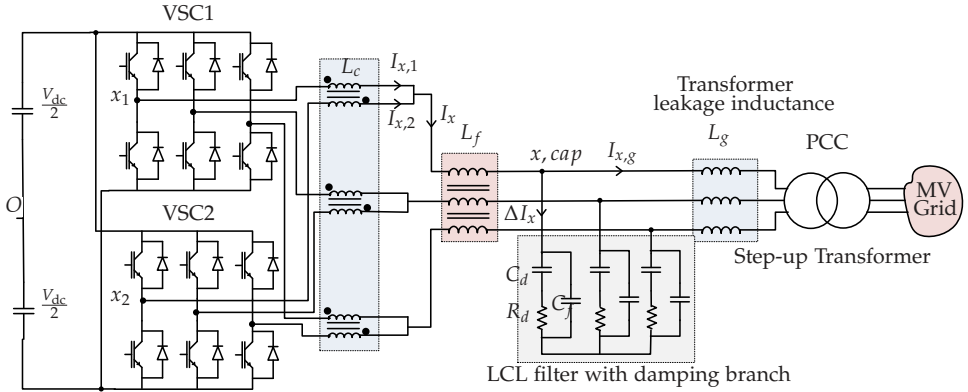 VSC1
V_dc/2
x_1
L_c
I_{x,1}
I_{x,2}
I_x
L_f
x, cap
I_{x,g}
Transformer
leakage inductance
L_g
PCC
MV
Grid
O
VSC2
ΔI_x
Step-up Transformer
V_dc/2
x_2
C_d
R_d
C_f
LCL filter with damping branch